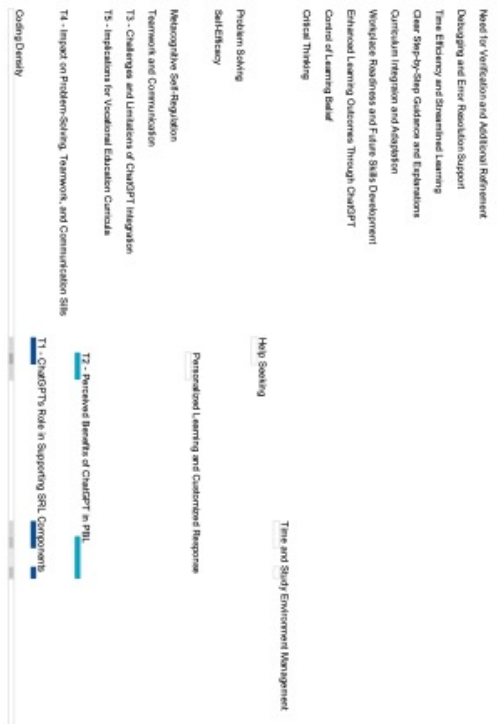 Need for Verification and Additional Refinement
Debugging and Error Resolution Support
Time Efficiency and Streamlined Learning
Clear Step-by-Step Guidance and Explanations
Curriculum Integraion and Adaptation
Workplace Readiness and Future Skills Development
Enhanced Learning Outcomes Through ChatGPT
Control of Learning Belief
Critical Thinking
Time and Study Environment Management
Help Seeking
Problem Solving
Self-Efficacy
Personalized Learning and Customized Response
Metacognitive Self-Regulation
Teamwork and Communication
T3 - Challenges and Limitations of ChatGPT Integration
T5 - Implications for Vocational Education Curricula
T2 - Perceived Benefits of ChatGPT in PBL
T4 - Impact on Problem-Solving, Teamwork, and Communication Sills
T1 - ChatGPT's Role in Supporting SRL Components
Coding Density